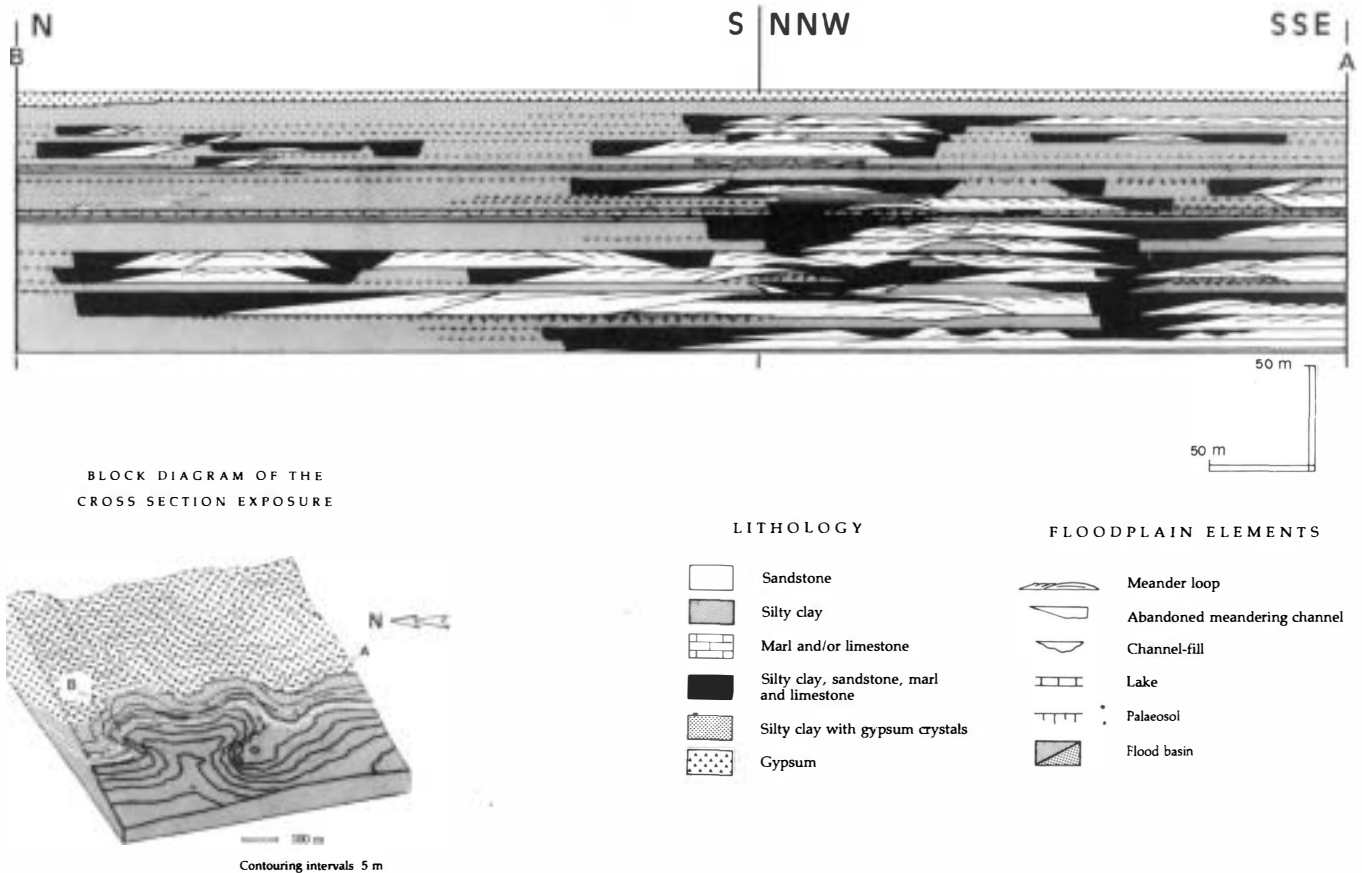 N
S
NNW
SSE
B
A
50 m
50 m
BLOCK DIAGRAM OF THE
CROSS SECTION EXPOSURE
N
A
B
Contouring intervals 5 m
LITHOLOGY
Sandstone
Silty clay
Marl and/or limestone
Silty clay, sandstone, marl
and limestone
Silty clay with gypsum crystals
Gypsum
FLOODPLAIN ELEMENTS
Meander loop
Abandoned meandering channel
Channel-fill
Lake
Palaeosol
Flood basin